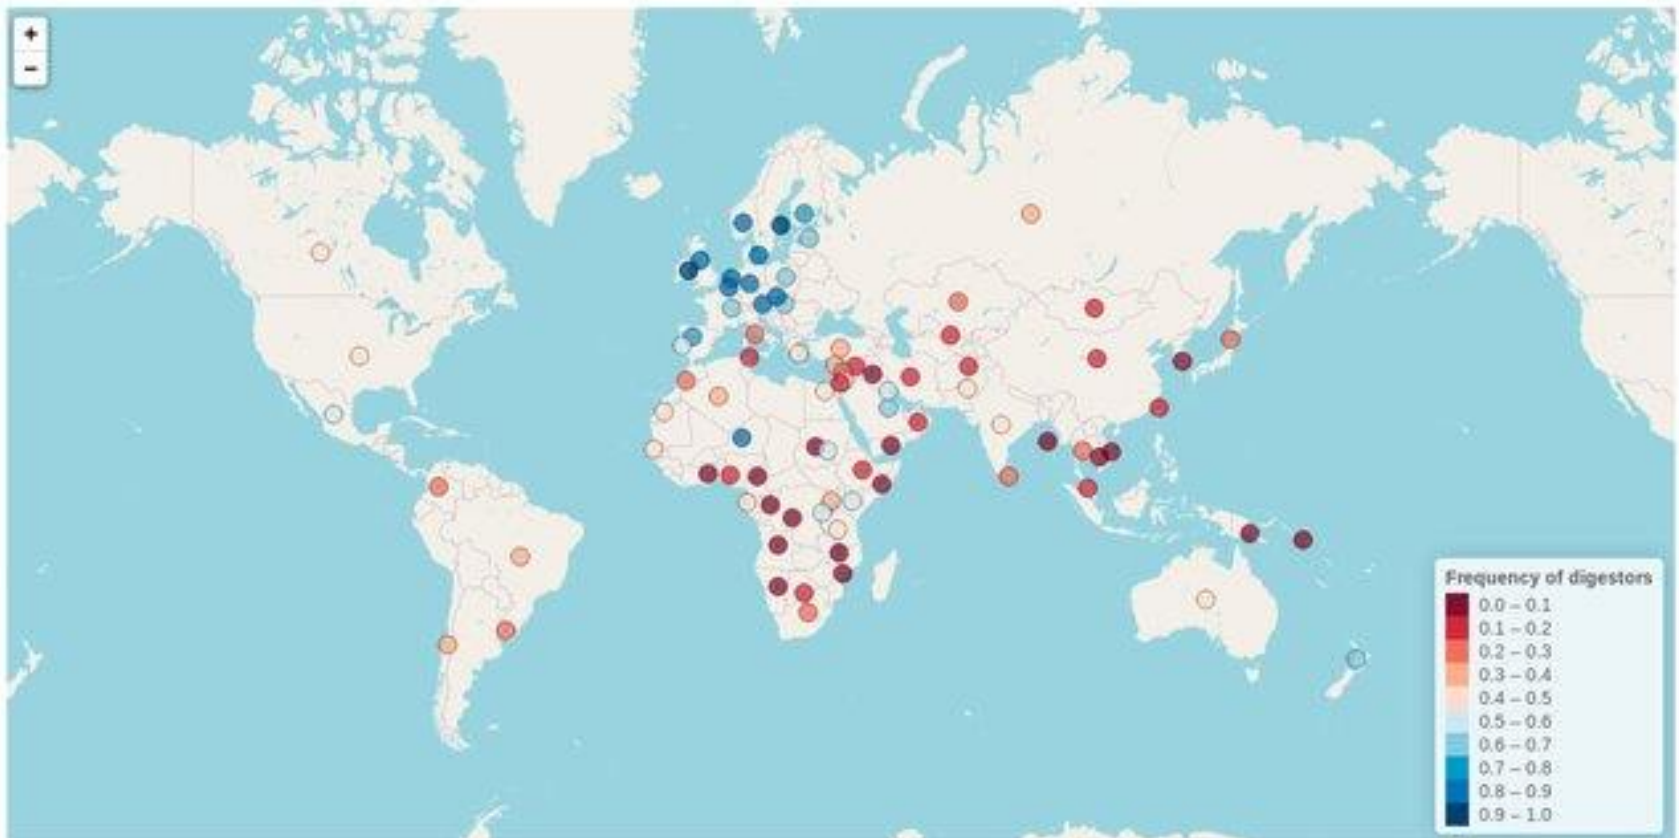 +
−
Frequency of digestors
0.0 – 0.1
0.1 – 0.2
0.2 – 0.3
0.3 – 0.4
0.4 – 0.5
0.5 – 0.6
0.6 – 0.7
0.7 – 0.8
0.8 – 0.9
0.9 – 1.0